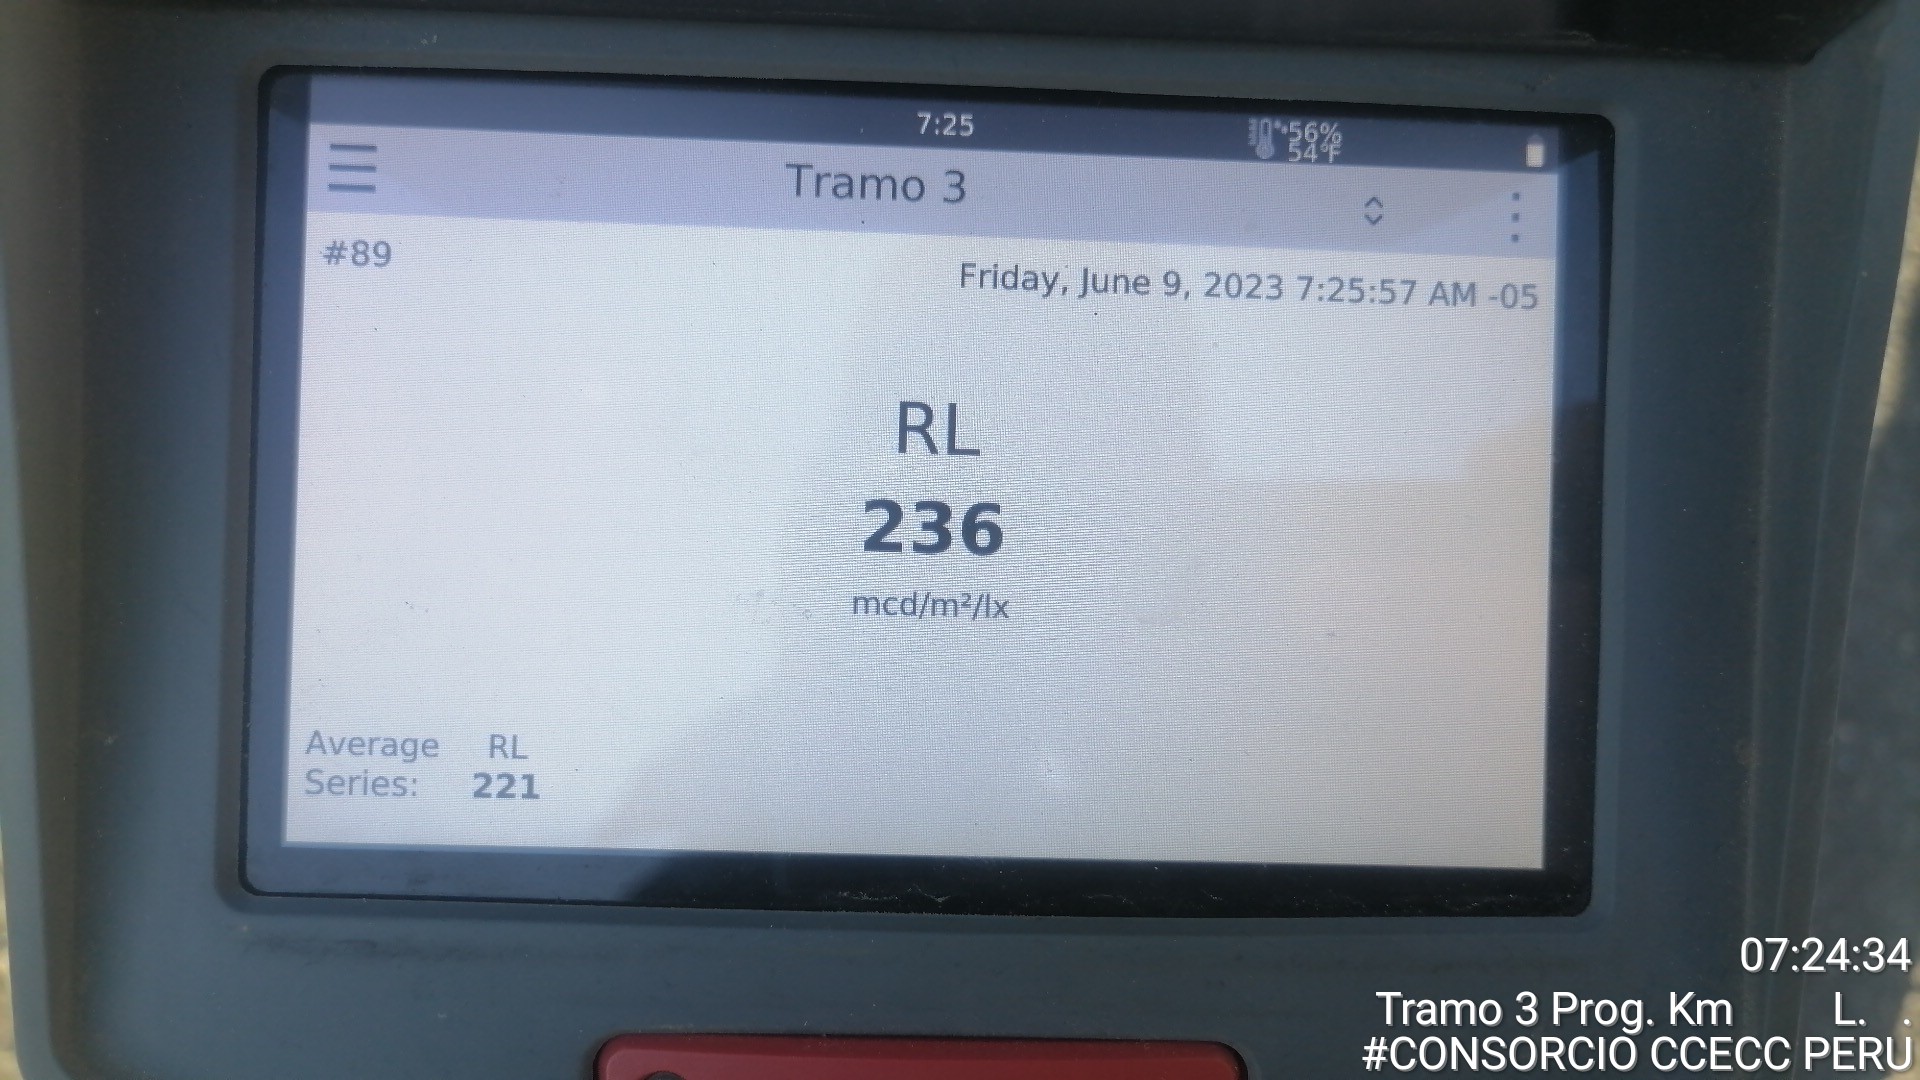 7:25
56%
54°F
Tramo 3
#89
Friday, June 9, 2023 7:25:57 AM -05
RL
236
mcd/m²/lx
Average RL
Series: 221
07:24:34
Tramo 3 Prog. Km L. .
#CONSORCIO CCECC PERU